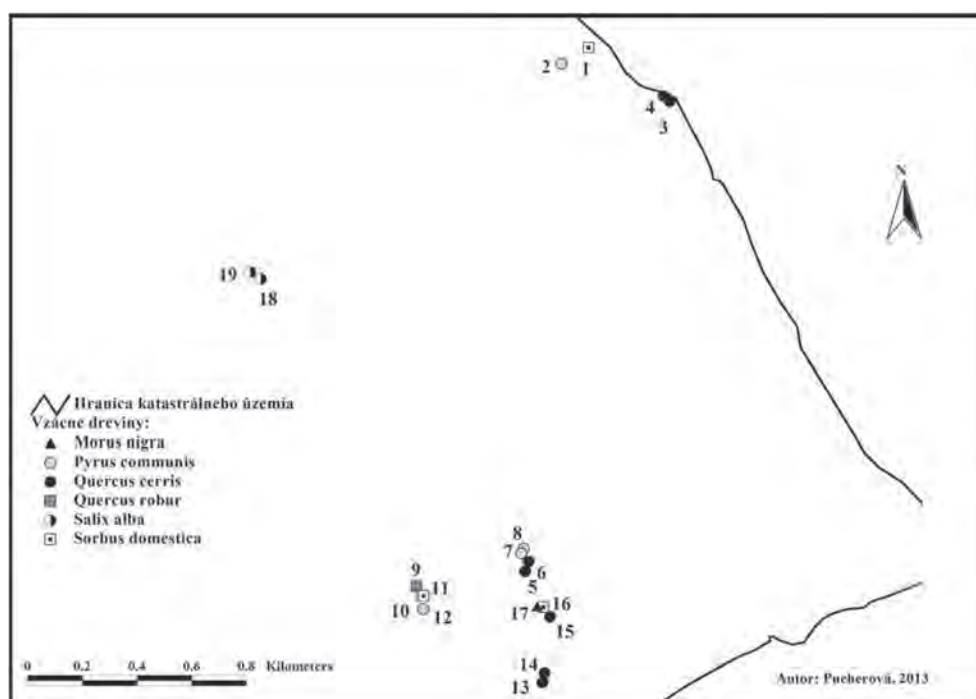 N
1
2
4
3
19
18
Hranica katastrálneho územia
Vzácne dreviny:
Morus nigra
Pyrus communis
Quercus cerris
Quercus robur
Salix alba
Sorbus domestica
8
7
6
5
9
11
10
12
17
16
15
14
13
0 0.2 0.4 0.6 0.8 Kilometers
Autor: Pucherová, 2013